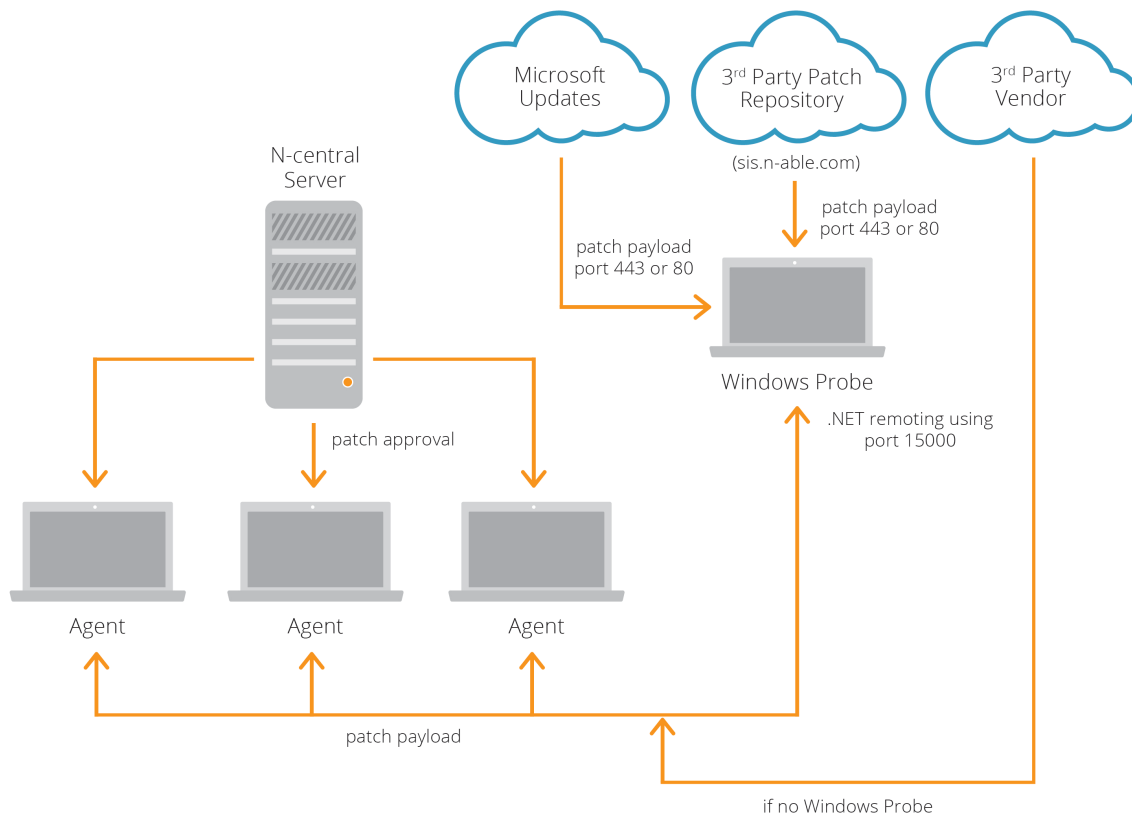 Microsoft
Updates
3rd Party Patch
Repository
3rd Party
Vendor
(sis.n-able.com)
N-central
Server
patch payload
port 443 or 80
patch payload
port 443 or 80
Windows Probe
.NET remoting using
port 15000
patch approval
Agent
Agent
Agent
patch payload
if no Windows Probe